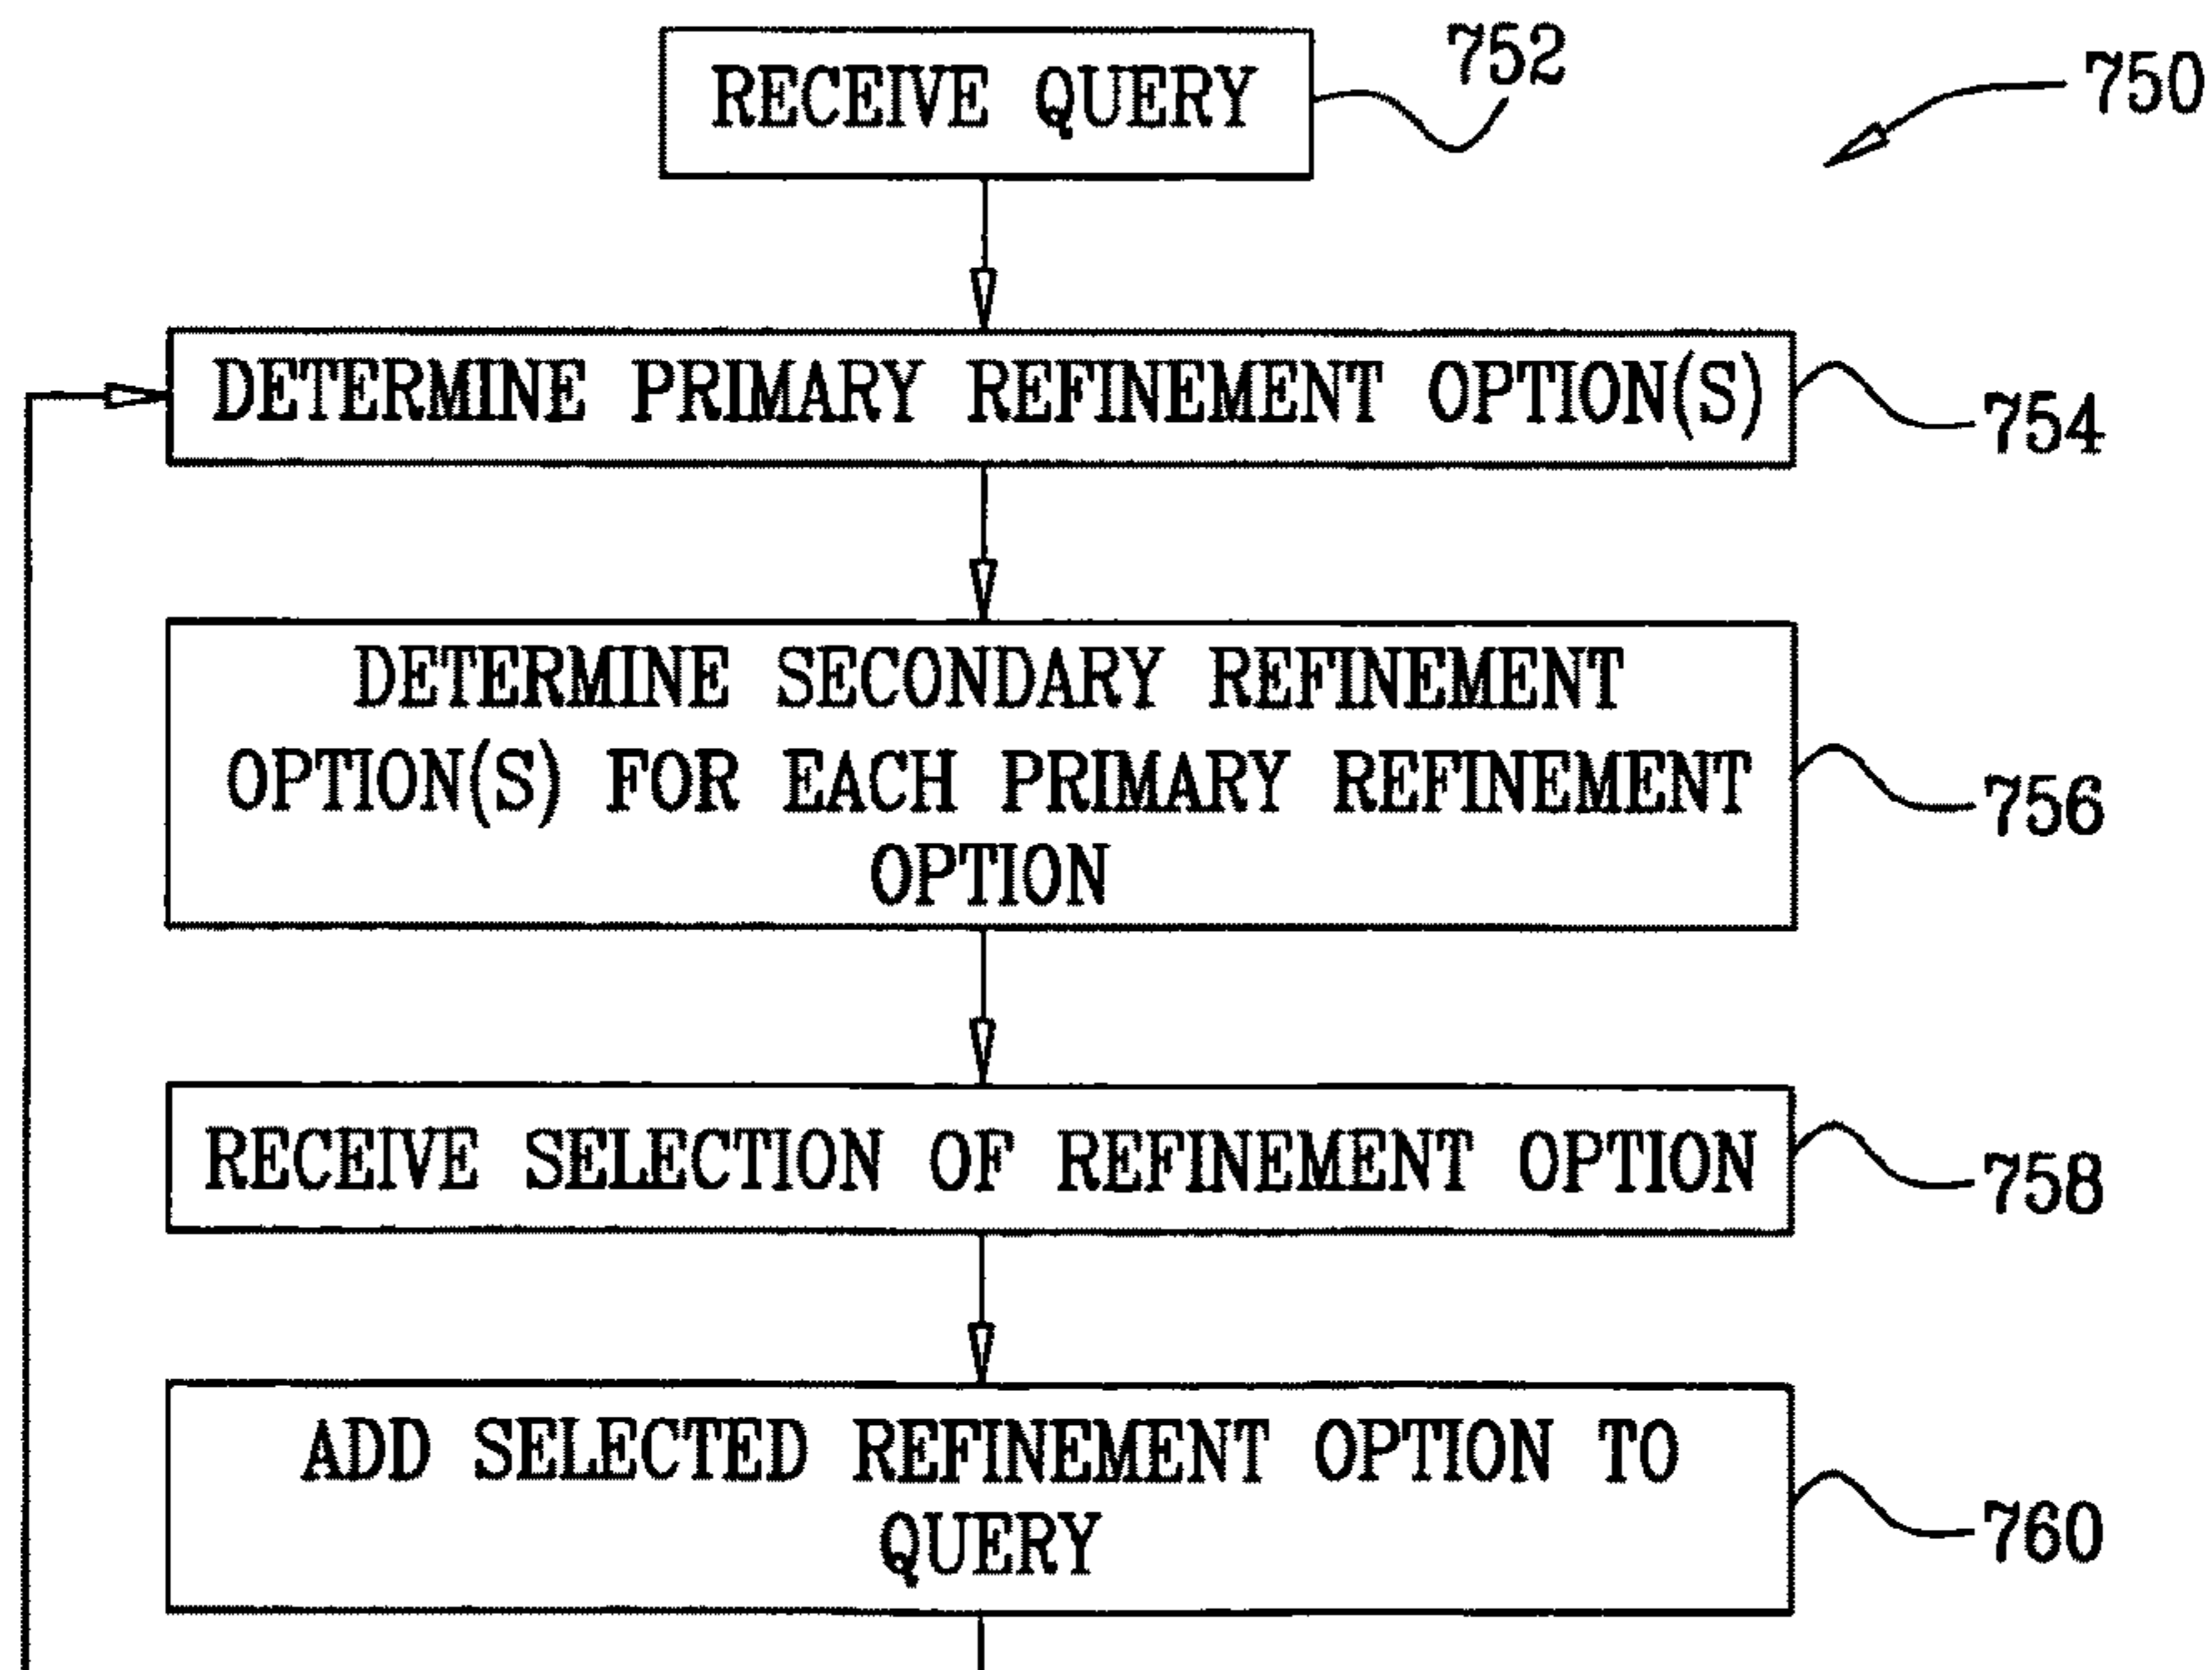 RECEIVE QUERY
752
750
DETERMINE PRIMARY REFINEMENT OPTION(S)
754
DETERMINE SECONDARY REFINEMENT
OPTION(S) FOR EACH PRIMARY REFINEMENT
OPTION
756
RECEIVE SELECTION OF REFINEMENT OPTION
758
ADD SELECTED REFINEMENT OPTION TO
QUERY
760